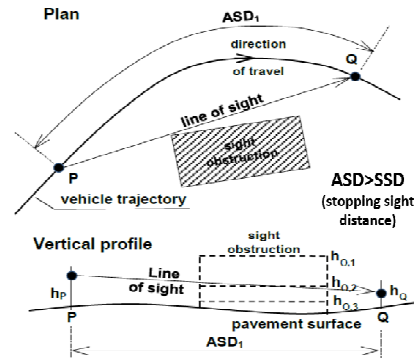 Plan
ASD₁
direction
of travel
Q
line of sight
P
sight
obstruction
vehicle trajectory
ASD>SSD
(stopping sight
distance)
Vertical profile
sight
obstruction
Line
of sight
hO,1
hO,2
hO,3
hP
hQ
P
Q
pavement surface
ASD₁